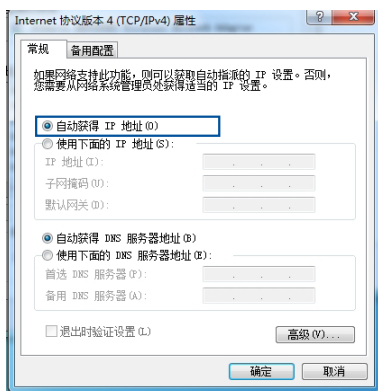 Internet 协议版本 4 (TCP/IPv4) 属性
常规 备用配置
如果网络支持此功能，则可以获取自动指派的 IP 设置。否则，
您需要从网络系统管理员处获得适当的 IP 设置。
自动获得 IP 地址(O)
使用下面的 IP 地址(S):
IP 地址(I):
子网掩码(U):
默认网关(D):
自动获得 DNS 服务器地址(B)
使用下面的 DNS 服务器地址(E):
首选 DNS 服务器(P):
备用 DNS 服务器(A):
退出时验证设置(L)
高级(V)...
确定 取消